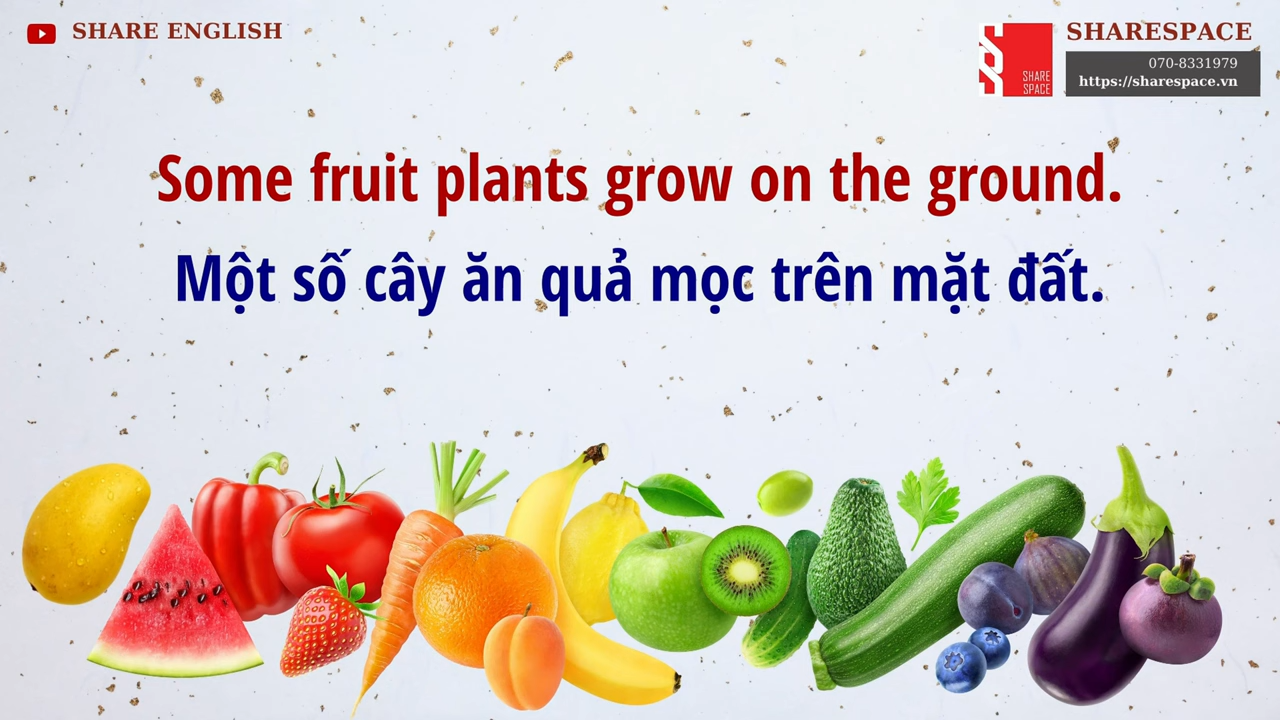 SHARE ENGLISH
SHARE SPACE
SHARESPACE
070-8331979
https://sharespace.vn
Some fruit plants grow on the ground.
Một số cây ăn quả mọc trên mặt đất.